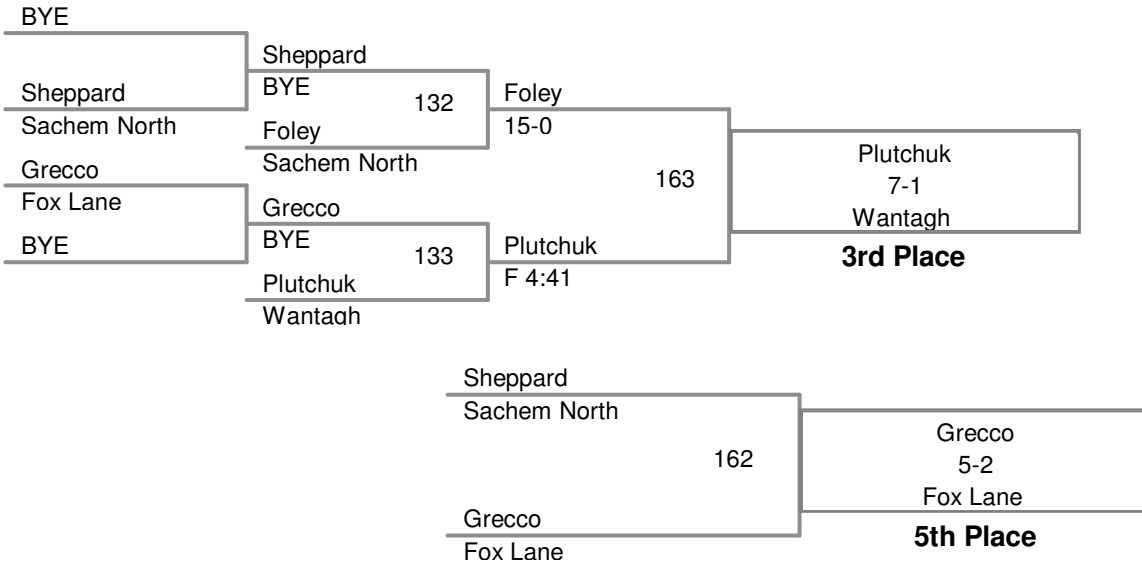 BYE
Sheppard
Sachem North
Grecco
Fox Lane
BYE
Sheppard
BYE
132
Foley
Sachem North
Grecco
BYE
133
Plutchuk
Wantagh
Foley
15-0
163
Plutchuk
F 4:41
Plutchuk
7-1
Wantagh
3rd Place
Sheppard
Sachem North
162
Grecco
Fox Lane
Grecco
5-2
Fox Lane
5th Place